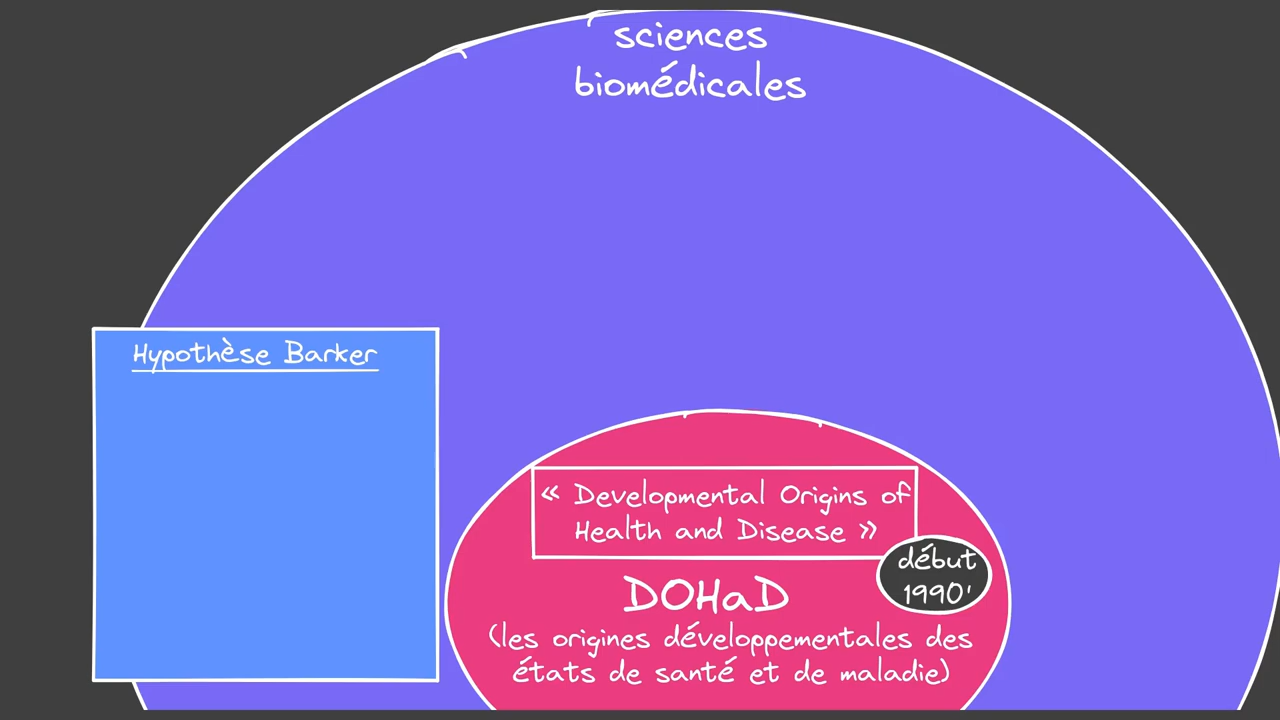 sciences
biomédicales
Hypothèse Barker
« Developmental Origins of
Health and Disease »
début
1990'
DOHaD
(les origines développementales des
états de santé et de maladie)